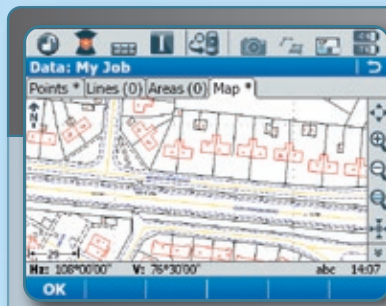 Data: My Job
Points * Lines (0) Areas (0) Map *
N
25
Hz: 108°00'00" V: 76°30'00" abc 14:07
OK